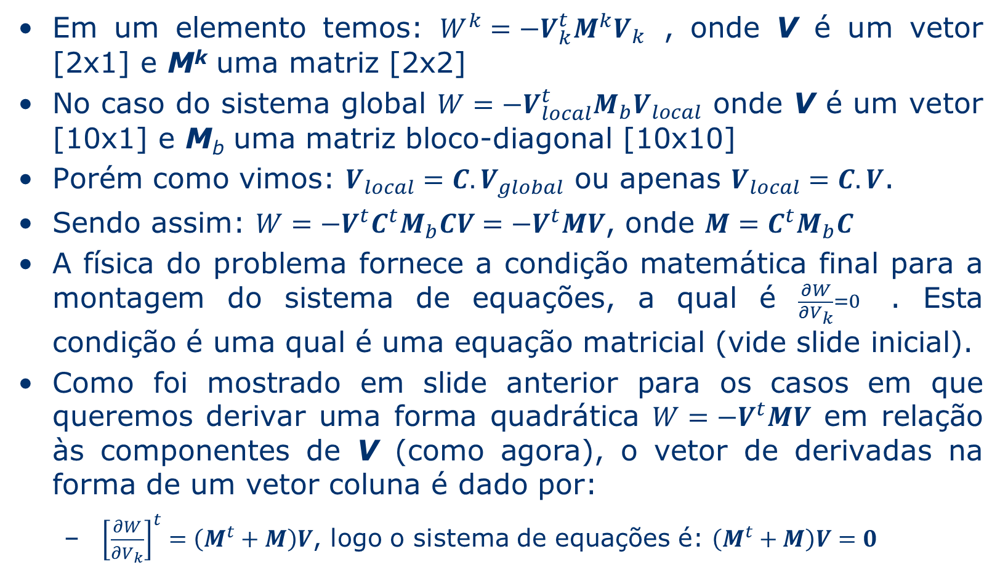 • Em um elemento temos: $W^k = -\boldsymbol{V}_k^t \boldsymbol{M}^k \boldsymbol{V}_k$ , onde V é um vetor
[2x1] e $M^k$ uma matriz [2x2]
• No caso do sistema global $W = -\boldsymbol{V}_{local}^t \boldsymbol{M}_b \boldsymbol{V}_{local}$ onde V é um vetor
[10x1] e $M_b$ uma matriz bloco-diagonal [10x10]
• Porém como vimos: $\boldsymbol{V}_{local} = \boldsymbol{C}.\boldsymbol{V}_{global}$ ou apenas $\boldsymbol{V}_{local} = \boldsymbol{C}.\boldsymbol{V}$.
• Sendo assim: $W = -\boldsymbol{V}^t \boldsymbol{C}^t \boldsymbol{M}_b \boldsymbol{C}\boldsymbol{V} = -\boldsymbol{V}^t \boldsymbol{M}\boldsymbol{V}$, onde $\boldsymbol{M} = \boldsymbol{C}^t \boldsymbol{M}_b \boldsymbol{C}$
• A física do problema fornece a condição matemática final para a
montagem do sistema de equações, a qual é $\frac{\partial W}{\partial V_k}=0$ . Esta
condição é uma qual é uma equação matricial (vide slide inicial).
• Como foi mostrado em slide anterior para os casos em que
queremos derivar uma forma quadrática $W = -\boldsymbol{V}^t \boldsymbol{M}\boldsymbol{V}$ em relação
às componentes de V (como agora), o vetor de derivadas na
forma de um vetor coluna é dado por:
– $\left[\frac{\partial W}{\partial V_k}\right]^t = (\boldsymbol{M}^t + \boldsymbol{M})\boldsymbol{V}$, logo o sistema de equações é: $(\boldsymbol{M}^t + \boldsymbol{M})\boldsymbol{V} = \boldsymbol{0}$